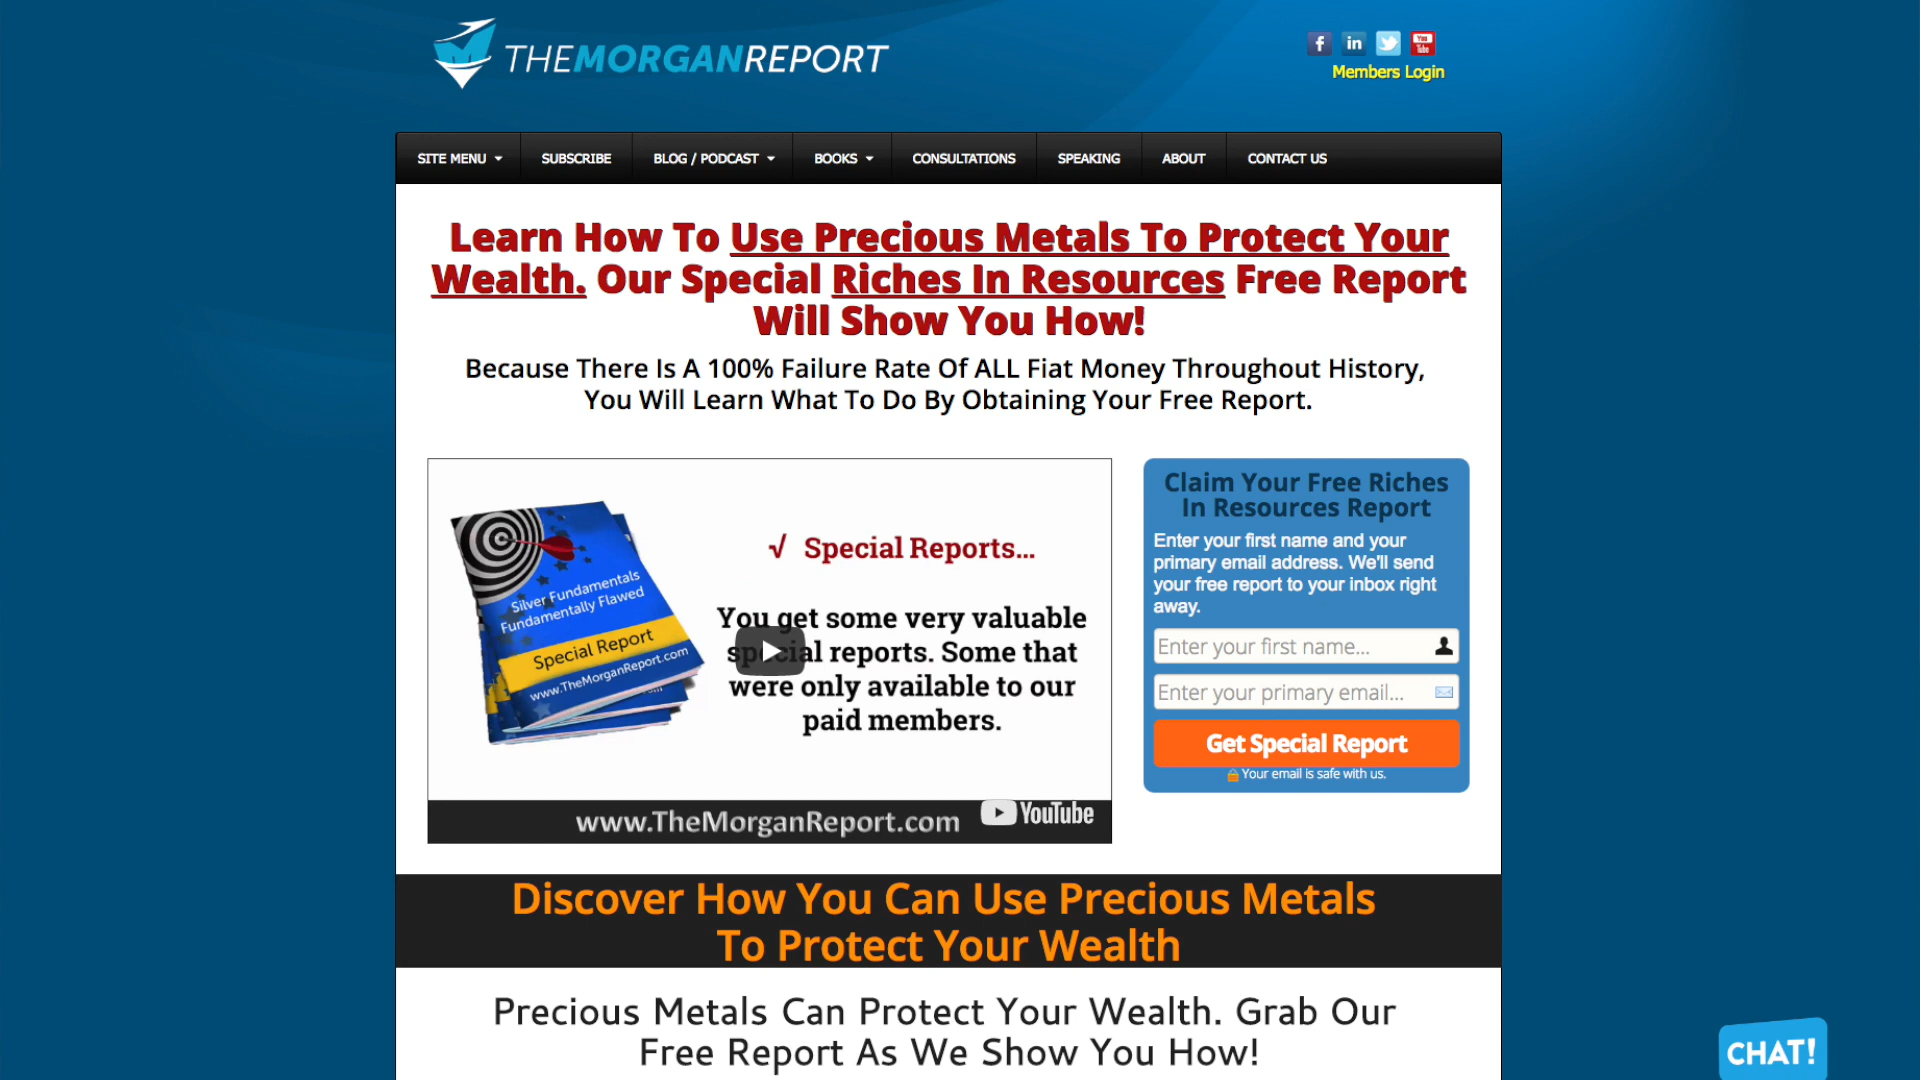 THEMORGANREPORT
f in You Tube
Members Login
SITE MENU SUBSCRIBE BLOG / PODCAST BOOKS CONSULTATIONS SPEAKING ABOUT CONTACT US
Learn How To Use Precious Metals To Protect Your
Wealth. Our Special Riches In Resources Free Report
Will Show You How!
Because There Is A 100% Failure Rate Of ALL Fiat Money Throughout History,
You Will Learn What To Do By Obtaining Your Free Report.
Silver Fundamentals
Fundamentally Flawed
Special Report
www.TheMorganReport.com
√ Special Reports...
You get some very valuable
special reports. Some that
were only available to our
paid members.
www.TheMorganReport.com
YouTube
Claim Your Free Riches
In Resources Report
Enter your first name and your
primary email address. We'll send
your free report to your inbox right
away.
Enter your first name...
Enter your primary email...
Get Special Report
Your email is safe with us.
Discover How You Can Use Precious Metals
To Protect Your Wealth
Precious Metals Can Protect Your Wealth. Grab Our
Free Report As We Show You How!
CHAT!